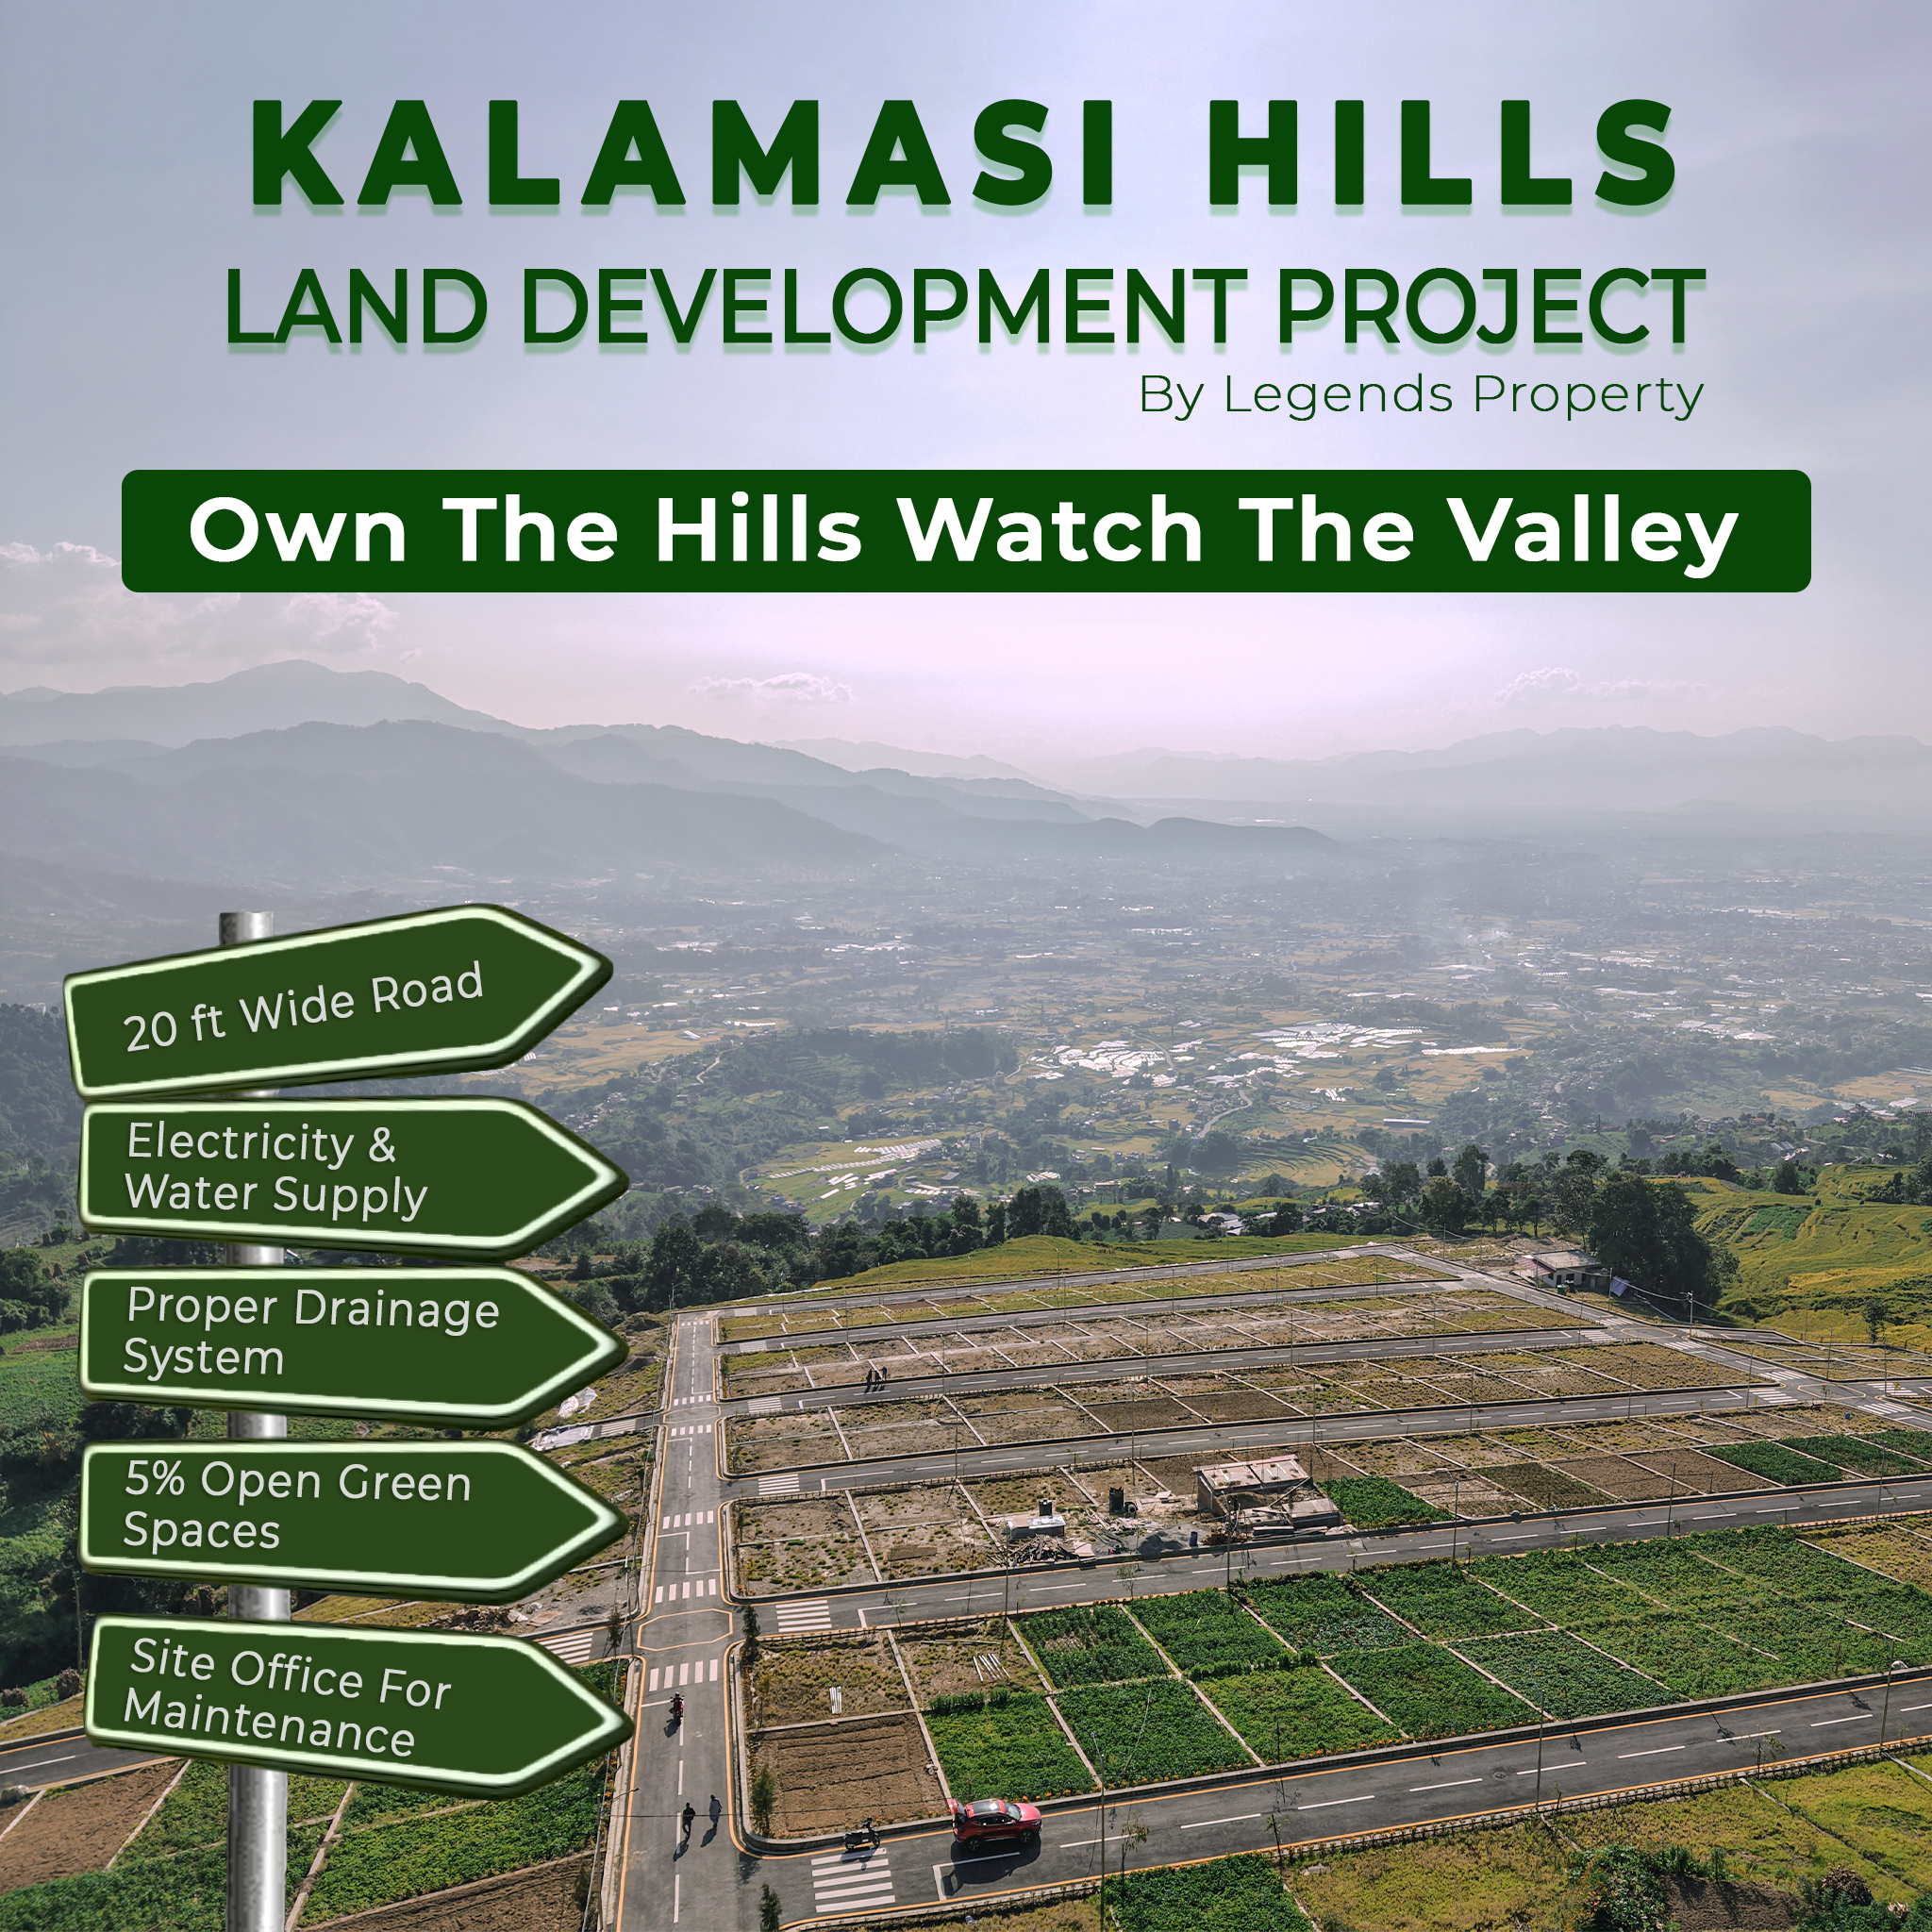 KALAMASI HILLS
LAND DEVELOPMENT PROJECT
By Legends Property
Own The Hills Watch The Valley
20 ft Wide Road
Electricity &
Water Supply
Proper Drainage
System
5% Open Green
Spaces
Site Office For
Maintenance